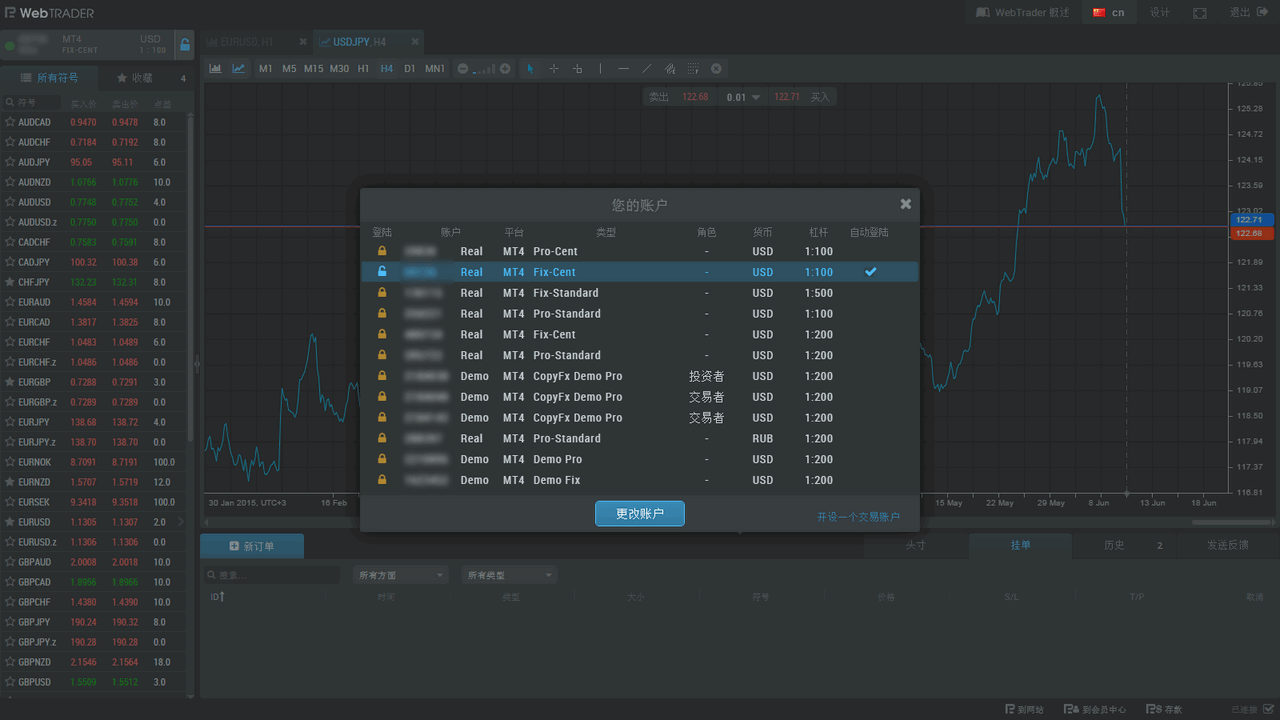 WebTRADER
WebTrader 概述
cn
设计
退出
MT4 USD
FIX-CENT 1 : 100
EURUSD, H1
USDJPY, H4
所有符号
收藏 4
M1 M5 M15 M30 H1 H4 D1 MN1
符号 买入价 卖出价 点差
卖出 122.68 0.01 122.71 买入
AUDCAD 0.9470 0.9478 8.0
AUDCHF 0.7184 0.7192 8.0
AUDJPY 95.05 95.11 6.0
AUDNZD 1.0766 1.0776 10.0
AUDUSD 0.7748 0.7752 4.0
AUDUSD.z 0.7750 0.7750 0.0
CADCHF 0.7583 0.7591 8.0
CADJPY 100.32 100.38 6.0
CHFJPY 132.23 132.31 8.0
EURAUD 1.4584 1.4594 10.0
EURCAD 1.3817 1.3825 8.0
EURCHF 1.0483 1.0489 6.0
EURCHF.z 1.0486 1.0486 0.0
EURGBP 0.7288 0.7291 3.0
EURGBP.z 0.7289 0.7289 0.0
EURJPY 138.68 138.72 4.0
EURJPY.z 138.70 138.70 0.0
EURNOK 8.7091 8.7191 100.0
EURNZD 1.5707 1.5719 12.0
EURSEK 9.3418 9.3518 100.0
EURUSD 1.1305 1.1307 2.0
EURUSD.z 1.1306 1.1306 0.0
GBPAUD 2.0008 2.0018 10.0
GBPCAD 1.8956 1.8966 10.0
GBPCHF 1.4380 1.4390 10.0
GBPJPY 190.24 190.32 8.0
GBPJPY.z 190.28 190.28 0.0
GBPNZD 2.1546 2.1564 18.0
GBPUSD 1.5509 1.5512 3.0
您的账户
登陆 账户 平台 类型 角色 货币 杠杆 自动登陆
Real MT4 Pro-Cent - USD 1:100
Real MT4 Fix-Cent - USD 1:100
Real MT4 Fix-Standard - USD 1:500
Real MT4 Pro-Standard - USD 1:100
Real MT4 Fix-Cent - USD 1:200
Real MT4 Pro-Standard - USD 1:200
Demo MT4 CopyFx Demo Pro 投资者 USD 1:200
Demo MT4 CopyFx Demo Pro 交易者 USD 1:200
Demo MT4 CopyFx Demo Pro 交易者 USD 1:200
Real MT4 Pro-Standard - RUB 1:200
Demo MT4 Demo Pro - USD 1:200
Demo MT4 Demo Fix - USD 1:200
更改账户
开设一个交易账户
125.85
125.28
124.72
124.15
123.59
123.02
122.71
122.68
121.89
121.33
120.76
120.20
119.63
119.07
118.50
117.94
117.37
116.81
30 Jan 2015, UTC+3 16 Feb 15 May 22 May 29 May 8 Jun 13 Jun 18 Jun
新订单
头寸
挂单
历史 2
发送反馈
搜索...
所有方面
所有类型
ID 时间 类型 大小 符号 价格 S/L T/P 取消
到网站
到会员中心
存款
已连接